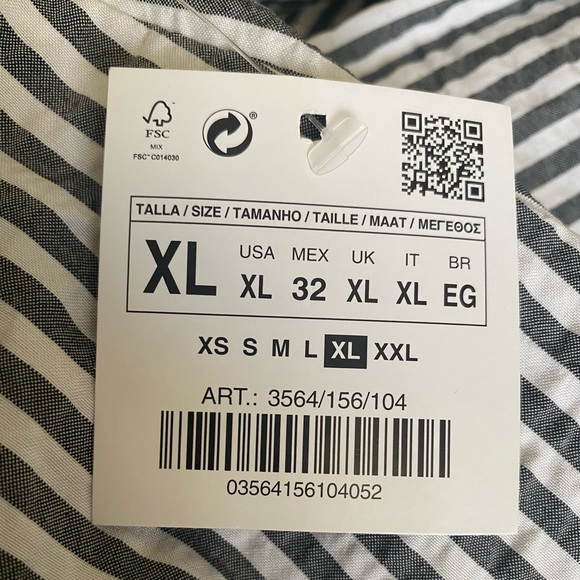 FSC
MIX
FSC™ C014030
®
TALLA / SIZE / TAMANHO / TAILLE / MAAT / ΜΕΓΕΘΟΣ
XL
USA MEX UK IT BR
XL 32 XL XL EG
XS S M L XL XXL
ART.: 3564/156/104
03564156104052